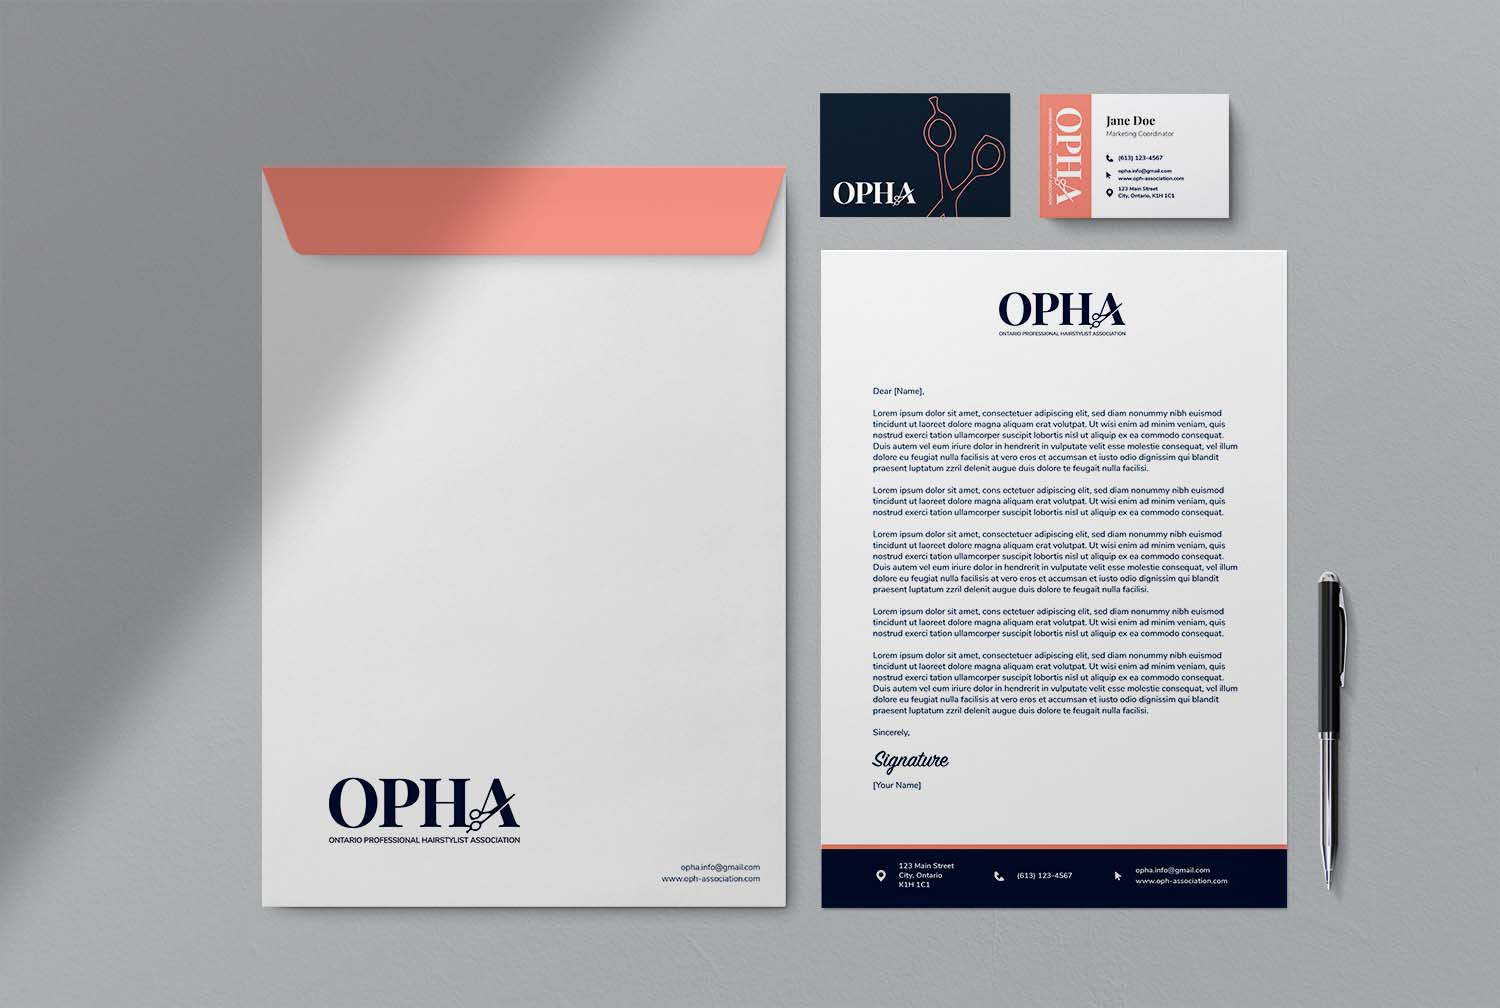 OPHA
OPHA
ONTARIO PROFESSIONAL HAIRSTYLIST ASSOCIATION
Jane Doe
Marketing Coordinator
(613) 123-4567
opha.info@gmail.com
www.oph-association.com
123 Main Street
City, Ontario, K1H 1C1
OPHA
ONTARIO PROFESSIONAL HAIRSTYLIST ASSOCIATION
Dear [Name],
Lorem ipsum dolor sit amet, consectetuer adipiscing elit, sed diam nonummy nibh euismod
tincidunt ut laoreet dolore magna aliquam erat volutpat. Ut wisi enim ad minim veniam, quis
nostrud exerci tation ullamcorper suscipit lobortis nisl ut aliquip ex ea commodo consequat.
Duis autem vel eum iriure dolor in hendrerit in vulputate velit esse molestie consequat, vel illum
dolore eu feugiat nulla facilisis at vero eros et accumsan et iusto odio dignissim qui blandit
praesent luptatum zzril delenit augue duis dolore te feugait nulla facilisi.
Lorem ipsum dolor sit amet, cons ectetuer adipiscing elit, sed diam nonummy nibh euismod
tincidunt ut laoreet dolore magna aliquam erat volutpat. Ut wisi enim ad minim veniam, quis
nostrud exerci tation ullamcorper suscipit lobortis nisl ut aliquip ex ea commodo consequat.
Lorem ipsum dolor sit amet, consectetuer adipiscing elit, sed diam nonummy nibh euismod
tincidunt ut laoreet dolore magna aliquam erat volutpat. Ut wisi enim ad minim veniam, quis
nostrud exerci tation ullamcorper suscipit lobortis nisl ut aliquip ex ea commodo consequat.
Duis autem vel eum iriure dolor in hendrerit in vulputate velit esse molestie consequat, vel illum
dolore eu feugiat nulla facilisis at vero eros et accumsan et iusto odio dignissim qui blandit
praesent luptatum zzril delenit augue duis dolore te feugait nulla facilisi.
Lorem ipsum dolor sit amet, cons ectetuer adipiscing elit, sed diam nonummy nibh euismod
tincidunt ut laoreet dolore magna aliquam erat volutpat. Ut wisi enim ad minim veniam, quis
nostrud exerci tation ullamcorper suscipit lobortis nisl ut aliquip ex ea commodo consequat.
Lorem ipsum dolor sit amet, consectetuer adipiscing elit, sed diam nonummy nibh euismod
tincidunt ut laoreet dolore magna aliquam erat volutpat. Ut wisi enim ad minim veniam, quis
nostrud exerci tation ullamcorper suscipit lobortis nisl ut aliquip ex ea commodo consequat.
Duis autem vel eum iriure dolor in hendrerit in vulputate velit esse molestie consequat, vel illum
dolore eu feugiat nulla facilisis at vero eros et accumsan et iusto odio dignissim qui blandit
praesent luptatum zzril delenit augue duis dolore te feugait nulla facilisi.
Sincerely,
Signature
[Your Name]
123 Main Street
City, Ontario
K1H 1C1
(613) 123-4567
opha.info@gmail.com
www.oph-association.com
OPHA
ONTARIO PROFESSIONAL HAIRSTYLIST ASSOCIATION
opha.info@gmail.com
www.oph-association.com